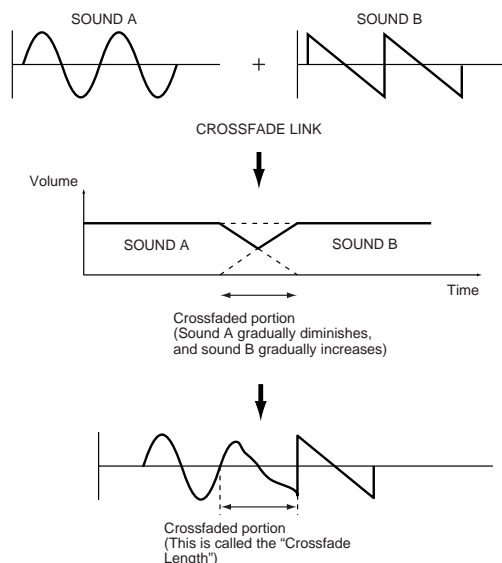 SOUND A
SOUND B
+
CROSSFADE LINK
Volume
SOUND A
SOUND B
Time
Crossfaded portion
(Sound A gradually diminishes,
and sound B gradually increases)
Crossfaded portion
(This is called the “Crossfade
Length”)